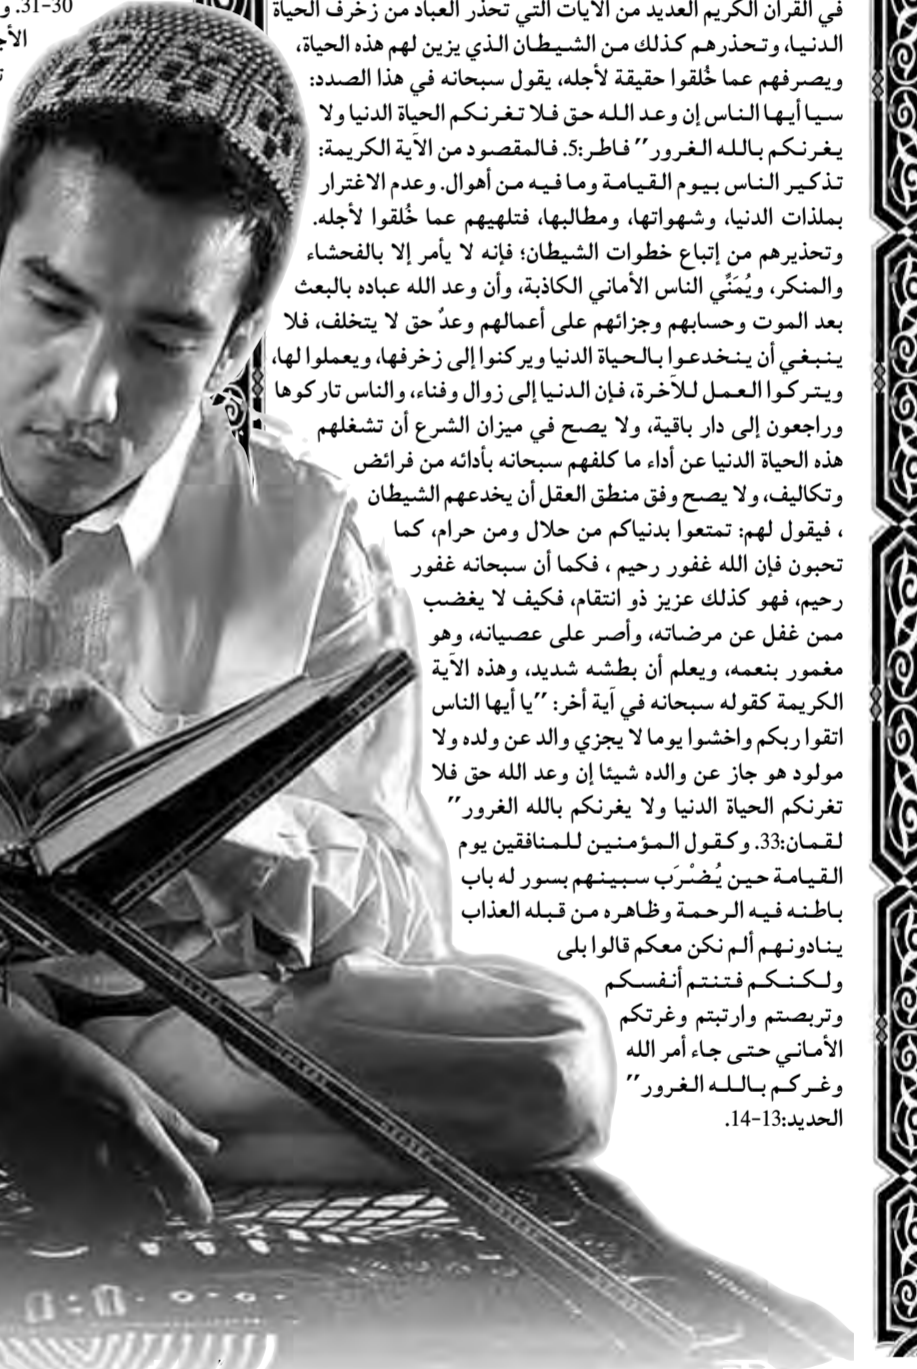 في القرآن الكريم العديد من الآيات التي تحذر العباد من زخرف الحياة
الدنيا، وتحذرهم كذلك من الشيطان الذي يزين لهم هذه الحياة،
ويصرفهم عما خُلقوا حقيقة لأجله، يقول سبحانه في هذا الصدد:
سيا أيها الناس إن وعد الله حق فلا تغرنكم الحياة الدنيا ولا
يغرنكم بالله الغرور" فاطر:5. فالمقصود من الآية الكريمة:
تذكير الناس بيوم القيامة وما فيه من أهوال. وعدم الاغترار
بملذات الدنيا، وشهواتها، ومطالبها، فتلهيهم عما خُلقوا لأجله.
وتحذيرهم من إتباع خطوات الشيطان؛ فإنه لا يأمر إلا بالفحشاء
والمنكر، ويُمَنِّي الناس الأماني الكاذبة، وأن وعد الله عباده بالبعث
بعد الموت وحسابهم وجزائهم على أعمالهم وعدٌ حق لا يتخلف، فلا
ينبغي أن ينخدعوا بالحياة الدنيا ويركنوا إلى زخرفها، ويعملوا لها،
ويتركوا العمل للآخرة، فإن الدنيا إلى زوال وفناء، والناس تاركوها
وراجعون إلى دار باقية، ولا يصح في ميزان الشرع أن تشغلهم
هذه الحياة الدنيا عن أداء ما كلفهم سبحانه بأدائه من فرائض
وتكاليف، ولا يصح وفق منطق العقل أن يخدعهم الشيطان
، فيقول لهم: تمتعوا بدنياكم من حلال ومن حرام، كما
تحبون فإن الله غفور رحيم ، فكما أن سبحانه غفور
رحيم، فهو كذلك عزيز ذو انتقام، فكيف لا يغضب
ممن غفل عن مرضاته، وأصر على عصيانه، وهو
مغمور بنعمه، ويعلم أن بطشه شديد، وهذه الآية
الكريمة كقوله سبحانه في آية أخر: "يا أيها الناس
اتقوا ربكم واخشوا يوما لا يجزي والد عن ولده ولا
مولود هو جاز عن والده شيئا إن وعد الله حق فلا
تغرنكم الحياة الدنيا ولا يغرنكم بالله الغرور"
لقمان:33. وكقول المؤمنين للمنافقين يوم
القيامة حين يُضْرَب سبينهم بسور له باب
باطنه فيه الرحمة وظاهره من قبله العذاب
ينادونهم ألم نكن معكم قالوا بلى
ولكنكم فتنتم أنفسكم
وتربصتم وارتبتم وغرتكم
الأماني حتى جاء أمر الله
وغركم بالله الغرور"
الحديد:13-14.
30-31. و